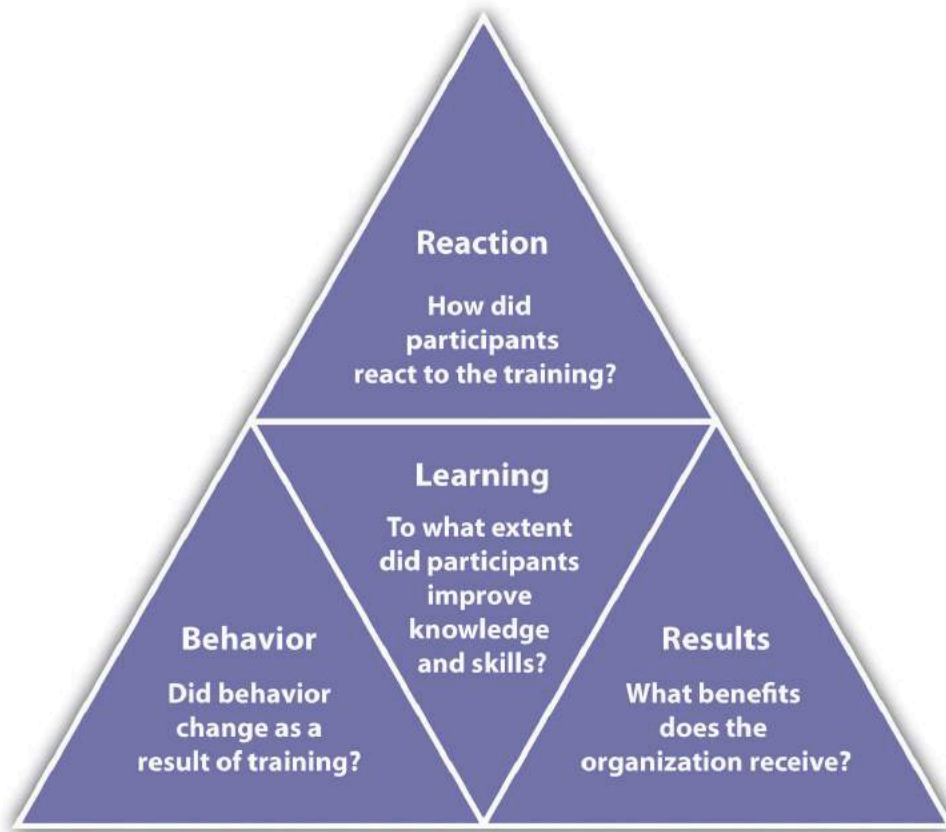 Reaction
How did
participants
react to the training?
Learning
To what extent
did participants
improve
knowledge
and skills?
Behavior
Did behavior
change as a
result of training?
Results
What benefits
does the
organization receive?